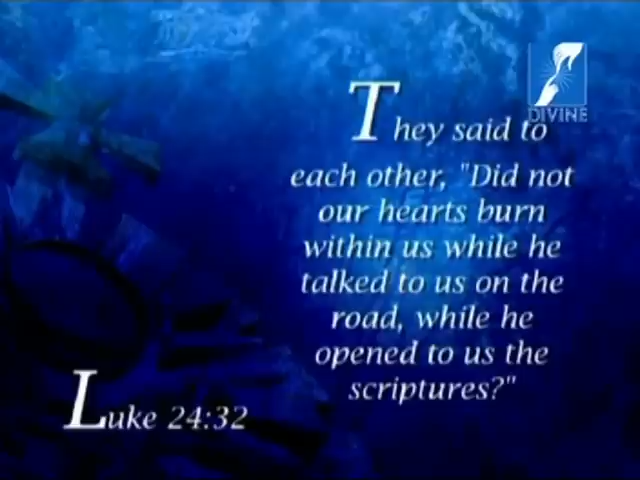 DIVINE
They said to
each other, "Did not
our hearts burn
within us while he
talked to us on the
road, while he
opened to us the
scriptures?"
Luke 24:32